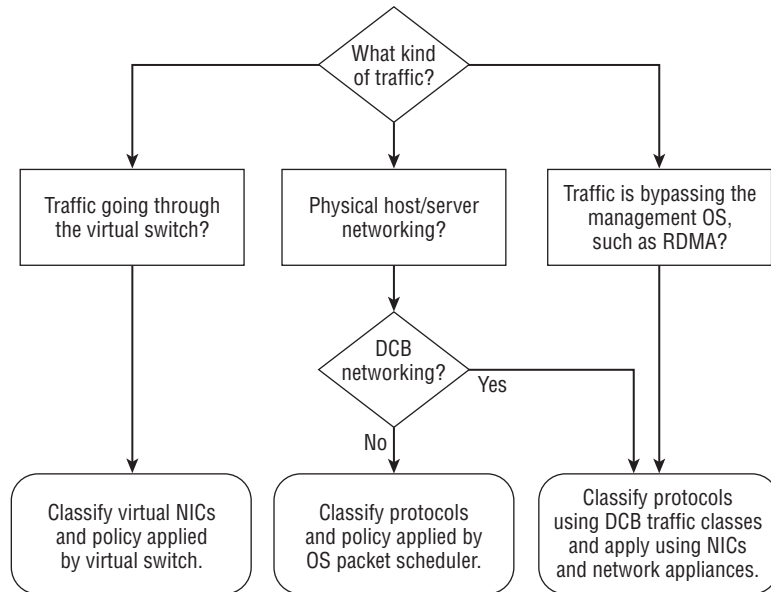 What kind
of traffic?
Traffic going through
the virtual switch?
Physical host/server
networking?
Traffic is bypassing the
management OS,
such as RDMA?
DCB
networking?
Yes
No
Classify virtual NICs
and policy applied
by virtual switch.
Classify protocols
and policy applied by
OS packet scheduler.
Classify protocols
using DCB traffic classes
and apply using NICs
and network appliances.